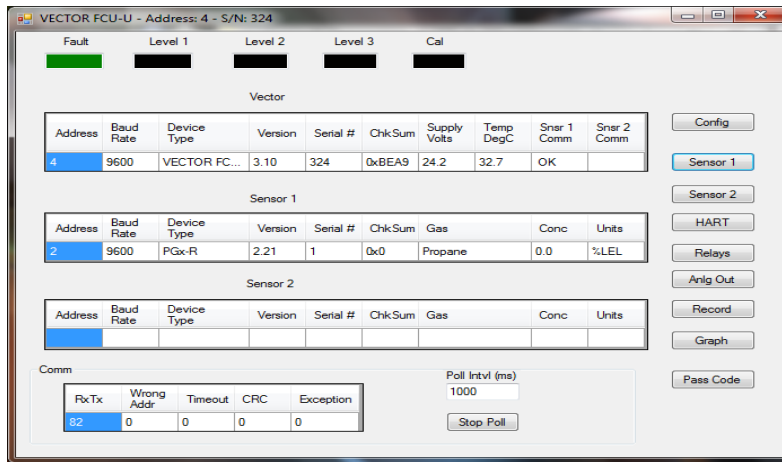 VECTOR FCU-U - Address: 4 - S/N: 324
Fault Level 1 Level 2 Level 3 Cal
Vector
Address Baud Rate Device Type Version Serial # ChkSum Supply Volts Temp DegC Snsr 1 Comm Snsr 2 Comm
4 9600 VECTOR FC... 3.10 324 0xBEA9 24.2 32.7 OK
Sensor 1
Address Baud Rate Device Type Version Serial # ChkSum Gas Conc Units
2 9600 PGx-R 2.21 1 0x0 Propane 0.0 %LEL
Sensor 2
Address Baud Rate Device Type Version Serial # ChkSum Gas Conc Units
Comm
RxTx Wrong Addr Timeout CRC Exception
82 0 0 0 0
Poll Intvl (ms)
1000
Stop Poll
Config
Sensor 1
Sensor 2
HART
Relays
Anlg Out
Record
Graph
Pass Code